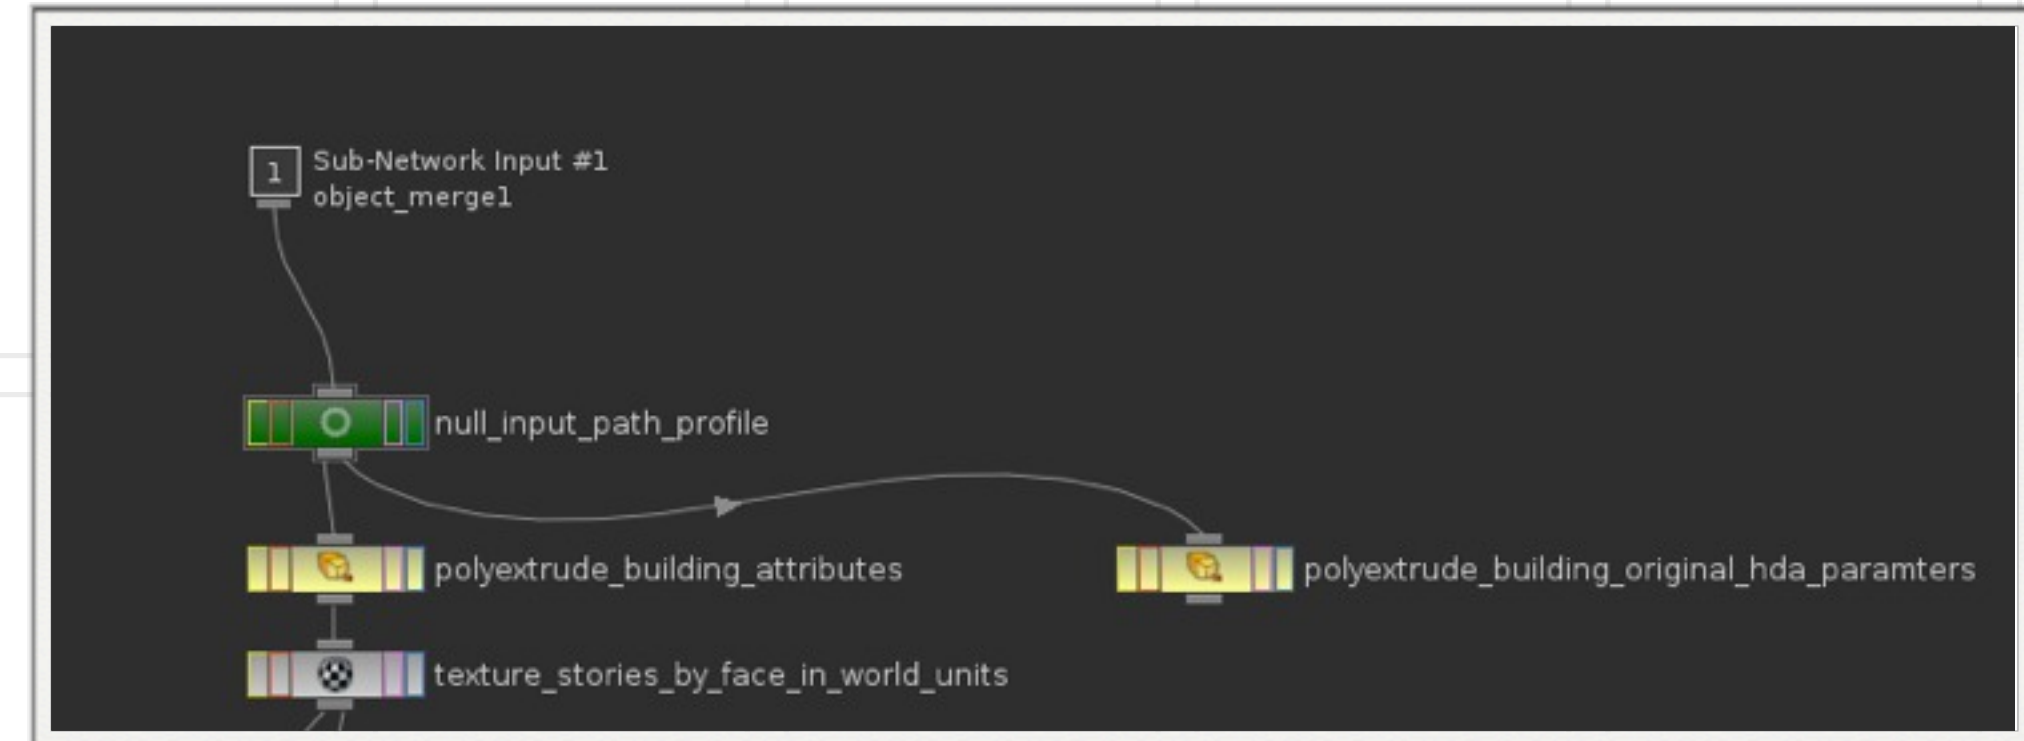 1
Sub-Network Input #1
object_merge1
null_input_path_profile
polyextrude_building_attributes
polyextrude_building_original_hda_paramters
texture_stories_by_face_in_world_units